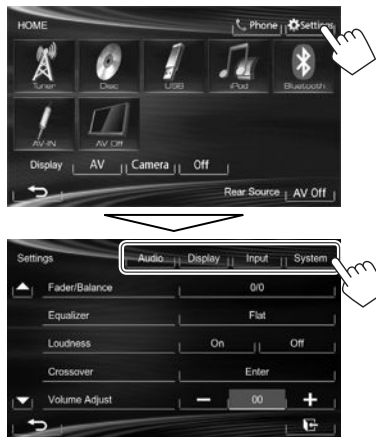 HOME Phone Settings
Tuner Disc USB iPod Bluetooth
AV-IN AV Off
Display AV Camera Off
Rear Source AV Off
Settings Audio Display Input System
Fader/Balance 0/0
Equalizer Flat
Loudness On Off
Crossover Enter
Volume Adjust − 00 +